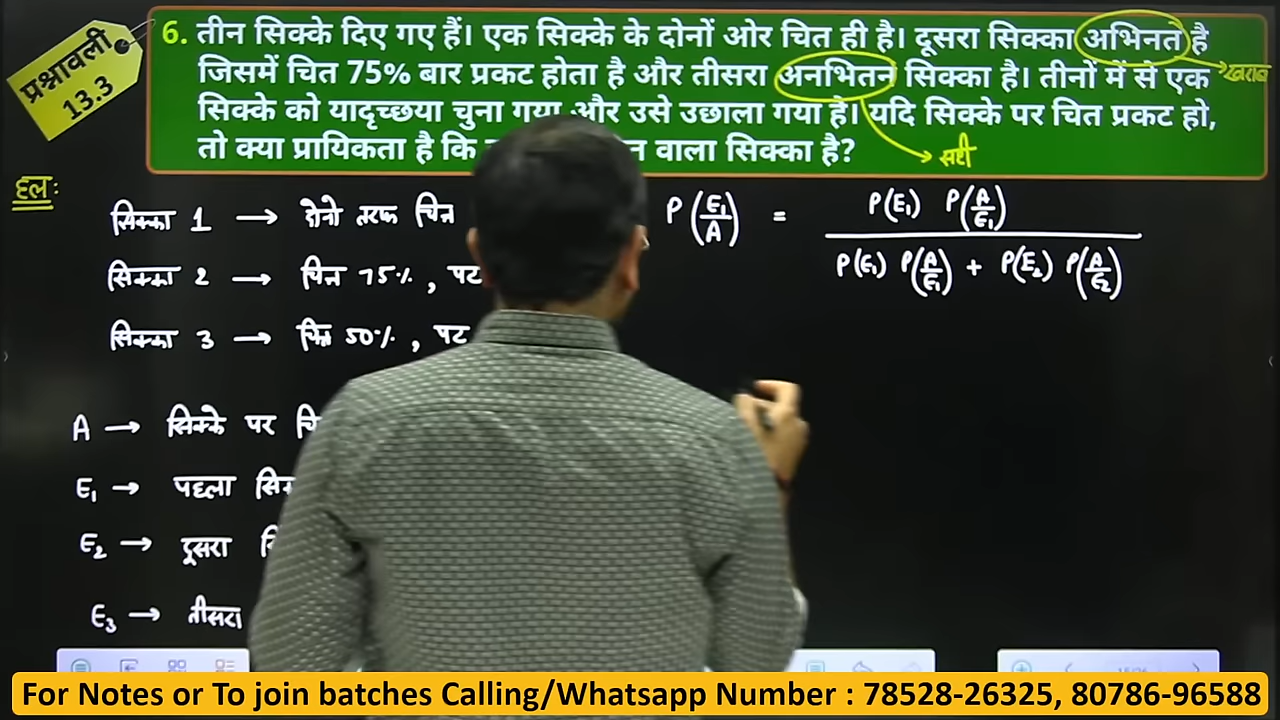 प्रश्नावली
13.3
6. तीन सिक्के दिए गए हैं। एक सिक्के के दोनों ओर चित ही है। दूसरा सिक्का अभिनत है
जिसमें चित 75% बार प्रकट होता है और तीसरा अनभितन सिक्का है। तीनों में से एक
सिक्के को यादृच्छया चुना गया और उसे उछाला गया है। यदि सिक्के पर चित प्रकट हो,
तो क्या प्रायिकता है कि वाला सिक्का है?
खराब
सही
हल:
सिक्का 1 → दोनो तरफ चित्त
सिक्का 2 → चित्त 75%, पट
सिक्का 3 → चित्त 50%, पट
P(E₁/A) = P(E₁) P(A/E₁)
P(E₁) P(A/E₁) + P(E₂) P(A/E₂)
A → सिक्के पर
E₁ → पहला
E₂ → दूसरा
E₃ → तीसरा
For Notes or To join batches Calling/Whatsapp Number : 78528-26325, 80786-96588